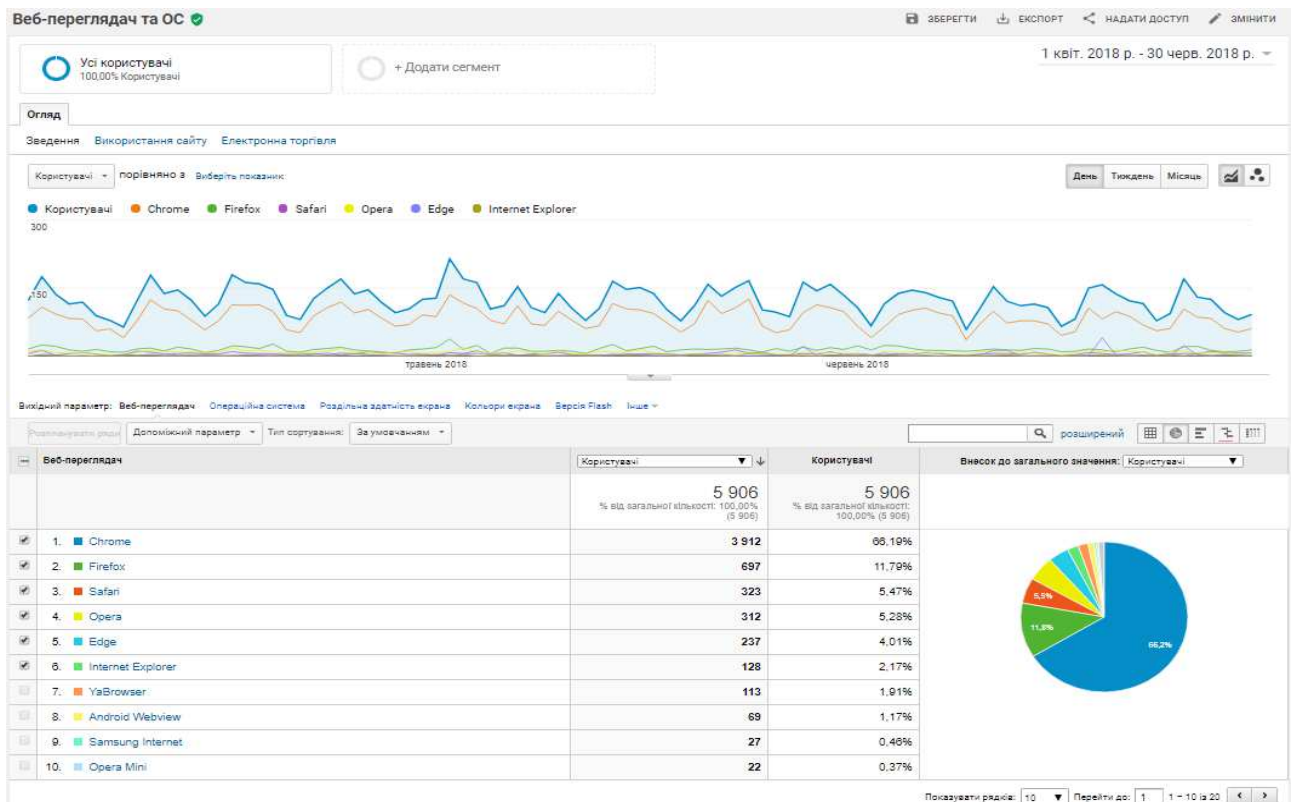 Веб-переглядач та ОС
ЗБЕРЕГТИ ЕКСПОРТ НАДАТИ ДОСТУП ЗМІНИТИ
Усі користувачі
100,00% Користувачі
+ Додати сегмент
1 квіт. 2018 р. - 30 черв. 2018 р.
Огляд
Зведення Використання сайту Електронна торгівля
Користувачі порівняно з Виберіть показник
День Тиждень Місяць
Користувачі Chrome Firefox Safari Opera Edge Internet Explorer
300
150
травень 2018 червень 2018
Вихідний параметр: Веб-переглядач Операційна система Роздільна здатність екрана Кольори екрана Версія Flash Інше
Розпланувати ряди Допоміжний параметр Тип сортування: За умовчанням розширений
Веб-переглядач Користувачі Користувачі Внесок до загального значення: Користувачі
5 906 5 906
% від загальної кількості: 100,00% (5 906) % від загальної кількості: 100,00% (5 906)
1. Chrome 3 912 66,19%
2. Firefox 697 11,79%
3. Safari 323 5,47%
4. Opera 312 5,28%
5. Edge 237 4,01%
6. Internet Explorer 128 2,17%
7. YaBrowser 113 1,91%
8. Android Webview 69 1,17%
9. Samsung Internet 27 0,46%
10. Opera Mini 22 0,37%
5,5%
11,8%
66,2%
Показувати рядків: 10 Перейти до: 1 1 – 10 із 20